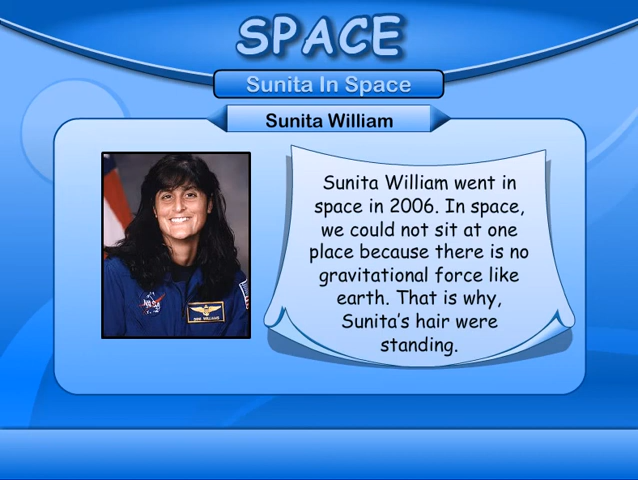 SPACE
Sunita In Space
Sunita William
Sunita William went in
space in 2006. In space,
we could not sit at one
place because there is no
gravitational force like
earth. That is why,
Sunita's hair were
standing.
NASA